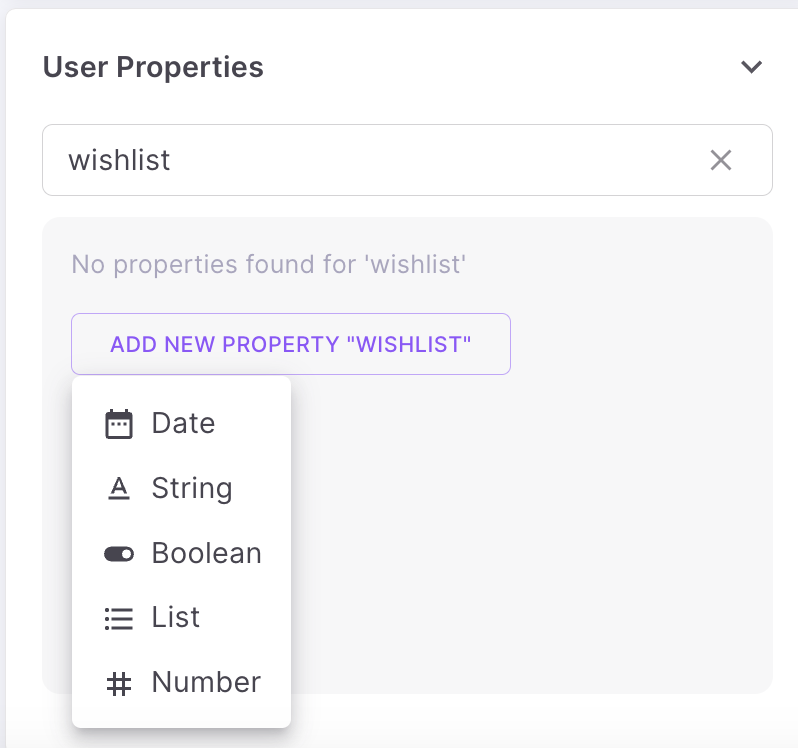 User Properties
wishlist
No properties found for 'wishlist'
ADD NEW PROPERTY "WISHLIST"
Date
String
Boolean
List
Number